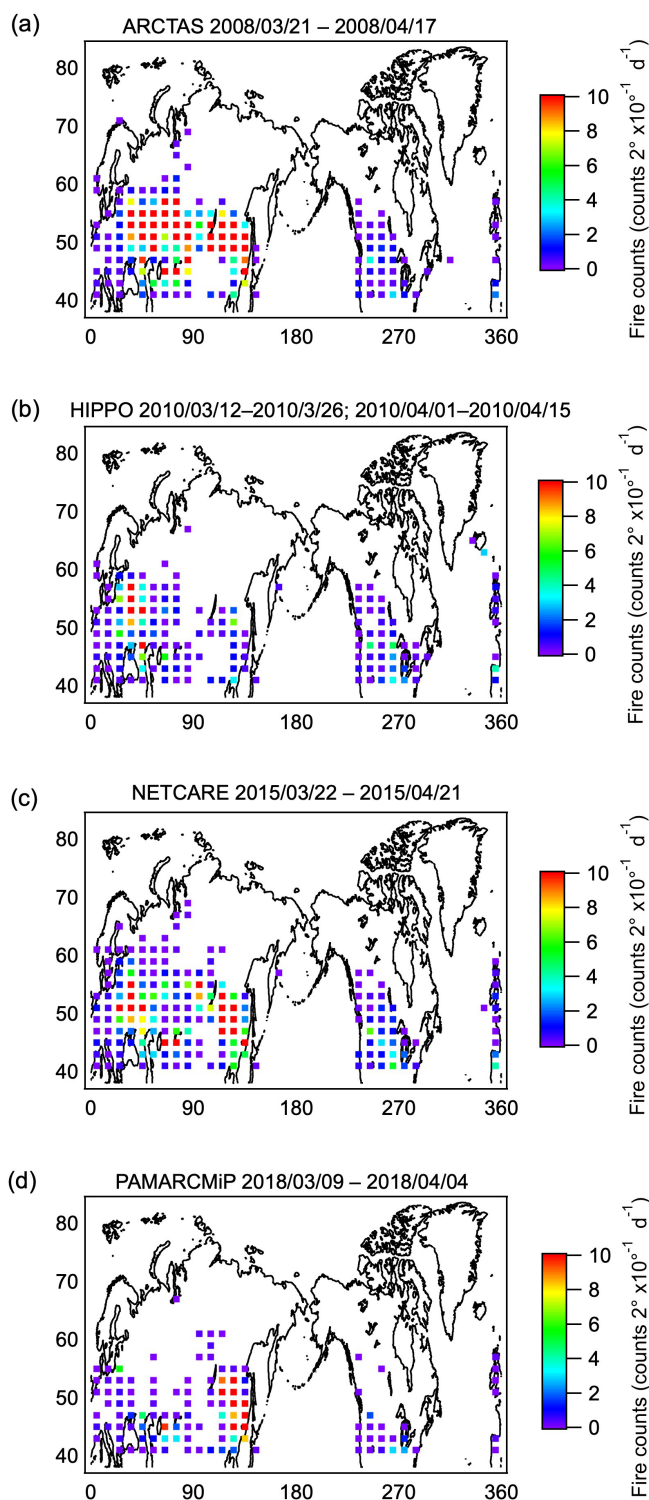 (a)
ARCTAS 2008/03/21 – 2008/04/17
80
70
60
50
40
0 90 180 270 360
10
8
6
4
2
0
Fire counts (counts 2° x10°⁻¹ d⁻¹)
(b)
HIPPO 2010/03/12–2010/3/26; 2010/04/01–2010/04/15
80
70
60
50
40
0 90 180 270 360
10
8
6
4
2
0
Fire counts (counts 2° x10°⁻¹ d⁻¹)
(c)
NETCARE 2015/03/22 – 2015/04/21
80
70
60
50
40
0 90 180 270 360
10
8
6
4
2
0
Fire counts (counts 2° x10°⁻¹ d⁻¹)
(d)
PAMARCMiP 2018/03/09 – 2018/04/04
80
70
60
50
40
0 90 180 270 360
10
8
6
4
2
0
Fire counts (counts 2° x10°⁻¹ d⁻¹)